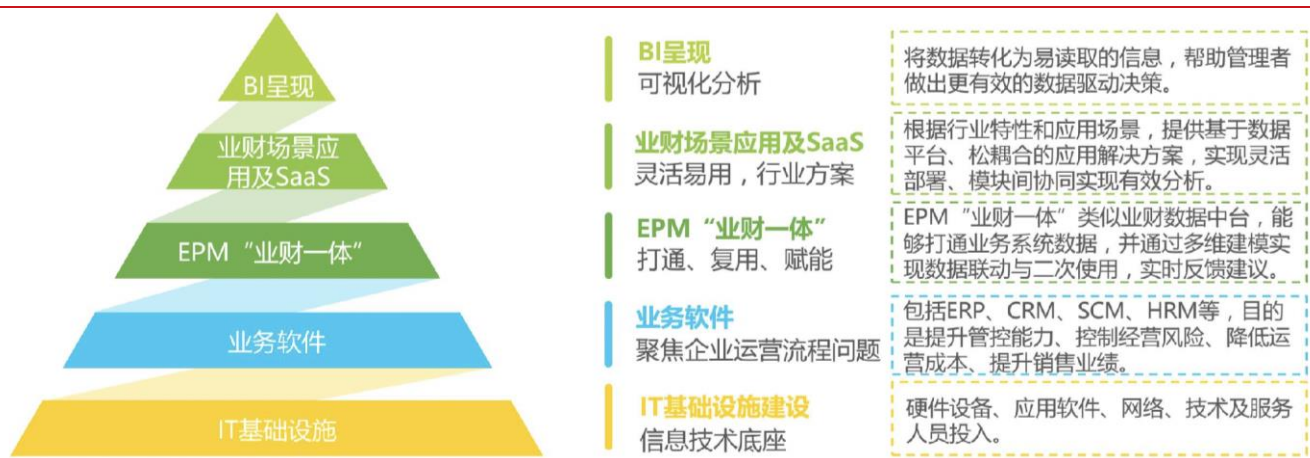 BI呈现
业财场景应
用及SaaS
EPM“业财一体”
业务软件
IT基础设施
BI呈现
可视化分析
将数据转化为易读取的信息，帮助管理者
做出更有效的数据驱动决策。
业财场景应用及SaaS
灵活易用，行业方案
根据行业特性和应用场景，提供基于数据
平台、松耦合的应用解决方案，实现灵活
部署、模块间协同实现有效分析。
EPM“业财一体”
打通、复用、赋能
EPM“业财一体”类似业财数据中台，能
够打通业务系统数据，并通过多维建模实
现数据联动与二次使用，实时反馈建议。
业务软件
聚焦企业运营流程问题
包括ERP、CRM、SCM、HRM等，目的
是提升管控能力、控制经营风险、降低运
营成本、提升销售业绩。
IT基础设施建设
信息技术底座
硬件设备、应用软件、网络、技术及服务
人员投入。